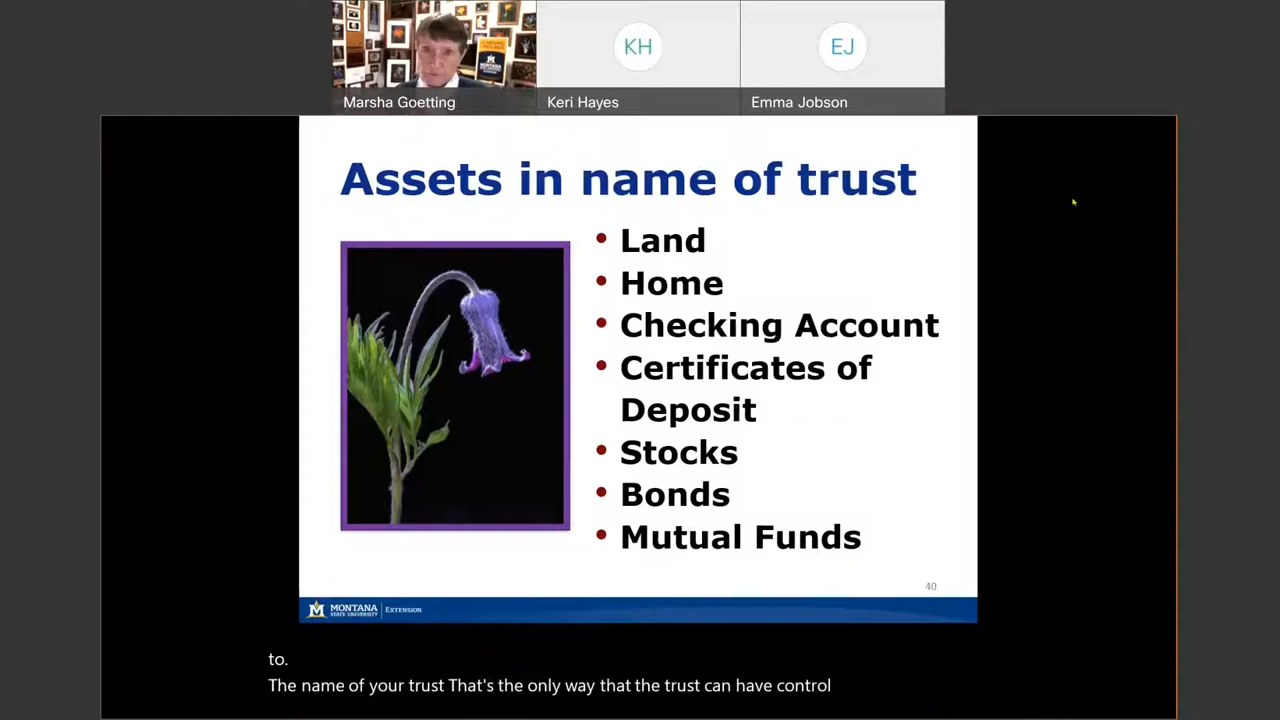 KH
EJ
Marsha Goetting
Keri Hayes
Emma Jobson
Assets in name of trust
• Land
• Home
• Checking Account
• Certificates of
Deposit
• Stocks
• Bonds
• Mutual Funds
40
M MONTANA
STATE UNIVERSITY
EXTENSION
to.
The name of your trust That's the only way that the trust can have control